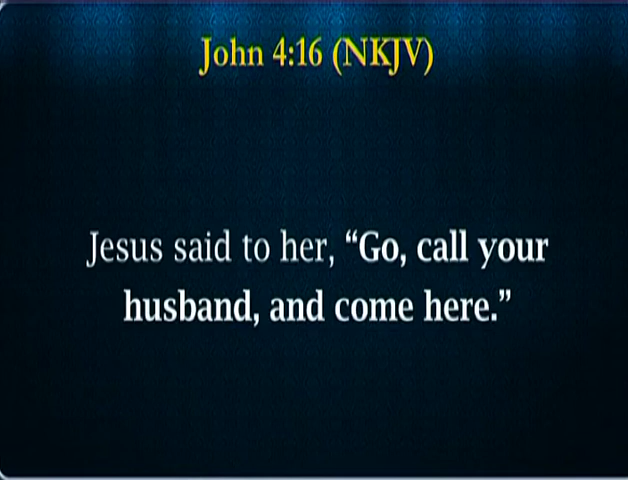 John 4:16 (NKJV)
Jesus said to her, “Go, call your
husband, and come here.”